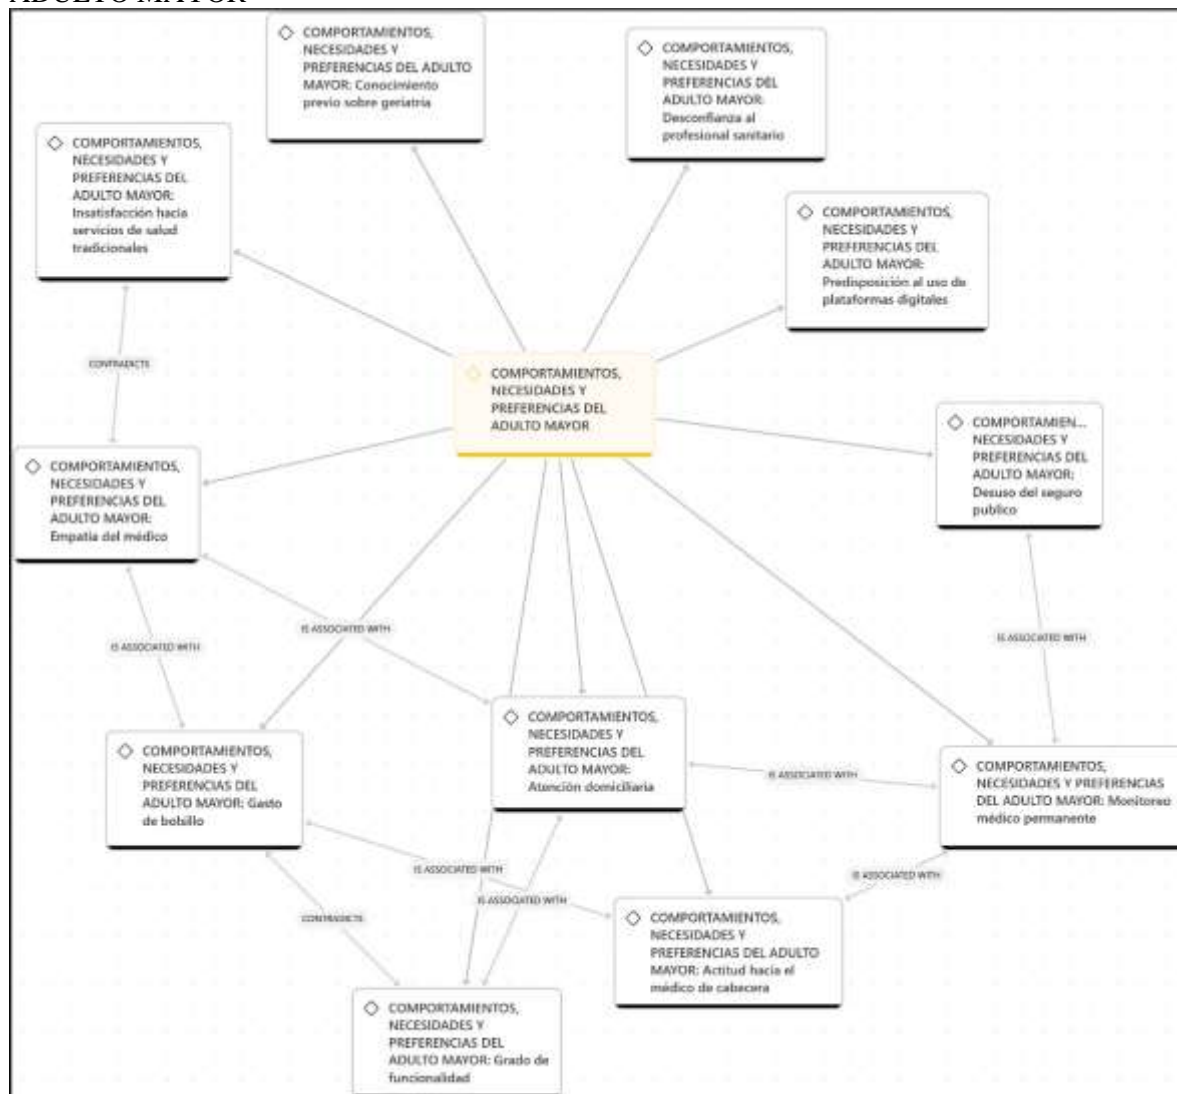 ADULTO MAYOR
COMPORTAMIENTOS,
NECESIDADES Y
PREFERENCIAS DEL ADULTO
MAYOR: Conocimiento
previo sobre geriatría
COMPORTAMIENTOS,
NECESIDADES Y
PREFERENCIAS DEL
ADULTO MAYOR:
Desconfianza al
profesional sanitario
COMPORTAMIENTOS,
NECESIDADES Y
PREFERENCIAS DEL
ADULTO MAYOR:
Insatisfacción hacia
servicios de salud
tradicionales
COMPORTAMIENTOS,
NECESIDADES Y
PREFERENCIAS DEL
ADULTO MAYOR:
Predisposición al uso de
plataformas digitales
CONTRADICTS
COMPORTAMIENTOS,
NECESIDADES Y
PREFERENCIAS DEL
ADULTO MAYOR
COMPORTAMIEN...
NECESIDADES Y
PREFERENCIAS DEL
ADULTO MAYOR:
Desuso del seguro
publico
COMPORTAMIENTOS,
NECESIDADES Y
PREFERENCIAS DEL
ADULTO MAYOR:
Empatía del médico
IS ASSOCIATED WITH
IS ASSOCIATED WITH
IS ASSOCIATED WITH
COMPORTAMIENTOS,
NECESIDADES Y
PREFERENCIAS DEL
ADULTO MAYOR: Gasto
de bolsillo
COMPORTAMIENTOS,
NECESIDADES Y
PREFERENCIAS DEL
ADULTO MAYOR:
Atención domiciliaria
IS ASSOCIATED WITH
COMPORTAMIENTOS,
NECESIDADES Y PREFERENCIAS
DEL ADULTO MAYOR: Monitoreo
médico permanente
IS ASSOCIATED WITH
IS ASSOCIATED WITH
IS ASSOCIATED WITH
CONTRADICTS
COMPORTAMIENTOS,
NECESIDADES Y
PREFERENCIAS DEL ADULTO
MAYOR: Actitud hacia el
médico de cabecera
COMPORTAMIENTOS,
NECESIDADES Y
PREFERENCIAS DEL
ADULTO MAYOR: Grado de
funcionalidad